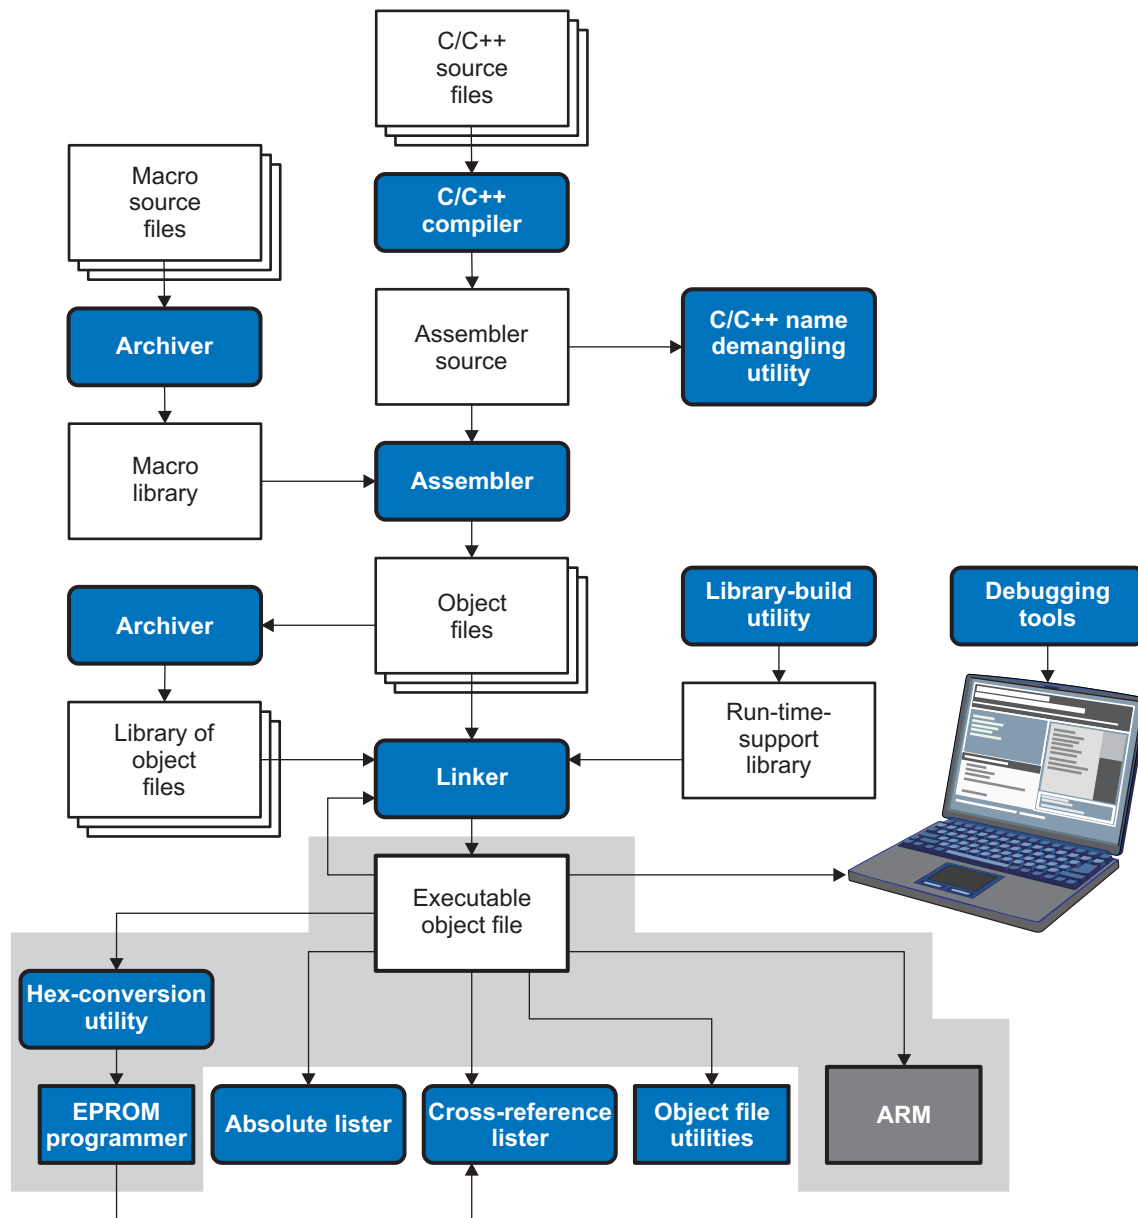 C/C++
source
files
Macro
source
files
C/C++
compiler
Archiver
Assembler
source
C/C++ name
demangling
utility
Macro
library
Assembler
Archiver
Object
files
Library-build
utility
Debugging
tools
Library of
object
files
Linker
Run-time-
support
library
Executable
object file
Hex-conversion
utility
EPROM
programmer
Absolute lister
Cross-reference
lister
Object file
utilities
ARM